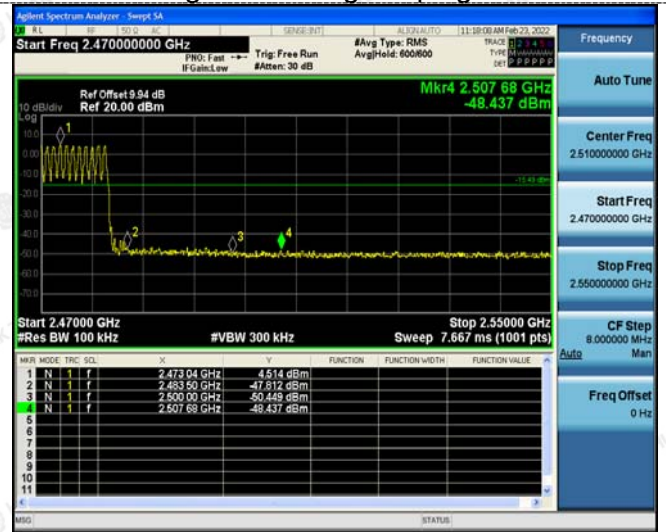 Agilent Spectrum Analyzer - Swept SA
RL RF 50 Ω AC SENSE:INT ALIGNAUTO 11:18:08 AM Feb 23, 2022
Start Freq 2.470000000 GHz
PNO: Fast
IFGain:Low
Trig: Free Run
#Atten: 30 dB
#Avg Type: RMS
Avg|Hold: 600/600
TRACE 1 2 3 4 5 6
TYPE
DET P P P P P P
Mkr4 2.507 68 GHz
-48.437 dBm
Ref Offset 9.94 dB
Ref 20.00 dBm
10 dB/div
Log
10.0
0.00
-10.0
-20.0
-30.0
-40.0
-50.0
-60.0
-70.0
1
2
3
4
Start 2.47000 GHz
Stop 2.55000 GHz
#Res BW 100 kHz
#VBW 300 kHz
Sweep 7.667 ms (1001 pts)
MKR MODE TRC SCL X Y FUNCTION FUNCTION WIDTH FUNCTION VALUE
1 N 1 f 2.473 04 GHz 4.514 dBm
2 N 1 f 2.483 50 GHz -47.812 dBm
3 N 1 f 2.500 00 GHz -50.449 dBm
4 N 1 f 2.507 68 GHz -48.437 dBm
5
6
7
8
9
10
11
MSG
STATUS
Frequency
Auto Tune
Center Freq
2.510000000 GHz
Start Freq
2.470000000 GHz
Stop Freq
2.550000000 GHz
CF Step
8.000000 MHz
Auto Man
Freq Offset
0 Hz